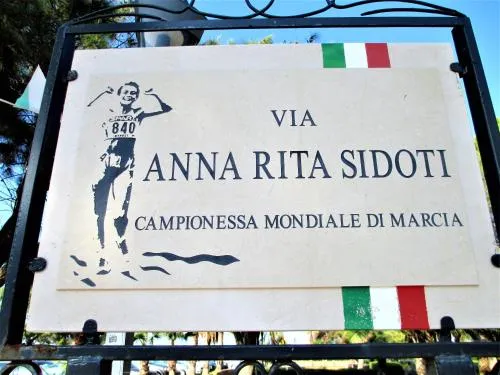 VIA
840
ANNA RITA SIDOTI
CAMPIONESSA MONDIALE DI MARCIA